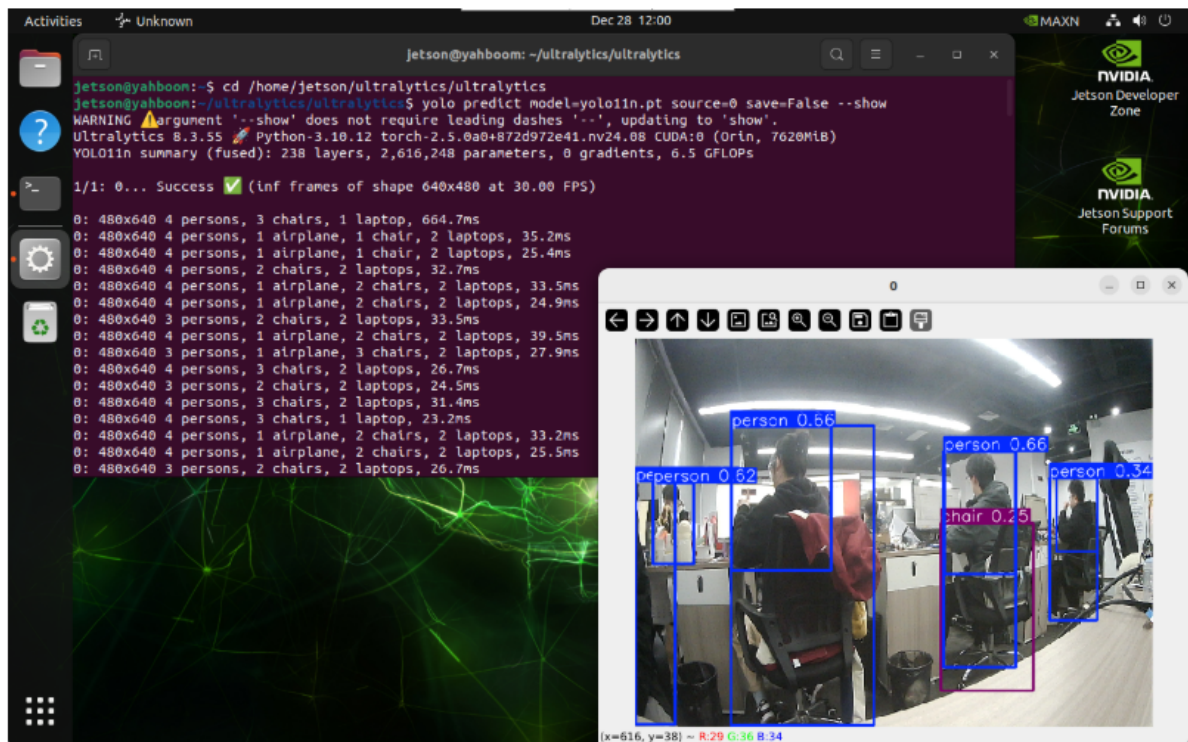 Activities Unknown Dec 28 12:00 MAXN
jetson@yahboom: ~/ultralytics/ultralytics
jetson@yahboom:~$ cd /home/jetson/ultralytics/ultralytics
jetson@yahboom:~/ultralytics/ultralytics$ yolo predict model=yolo11n.pt source=0 save=False --show
WARNING ⚠️argument '--show' does not require leading dashes '--', updating to 'show'.
Ultralytics 8.3.55 🚀 Python-3.10.12 torch-2.5.0a0+872d972e41.nv24.08 CUDA:0 (Orin, 7620MiB)
YOLO11n summary (fused): 238 layers, 2,616,248 parameters, 0 gradients, 6.5 GFLOPs
1/1: 0... Success ✅ (inf frames of shape 640x480 at 30.00 FPS)
0: 480x640 4 persons, 3 chairs, 1 laptop, 664.7ms
0: 480x640 4 persons, 1 airplane, 1 chair, 2 laptops, 35.2ms
0: 480x640 4 persons, 1 airplane, 1 chair, 2 laptops, 25.4ms
0: 480x640 4 persons, 2 chairs, 2 laptops, 32.7ms
0: 480x640 4 persons, 1 airplane, 2 chairs, 2 laptops, 33.5ms
0: 480x640 4 persons, 1 airplane, 2 chairs, 2 laptops, 24.9ms
0: 480x640 3 persons, 2 chairs, 2 laptops, 33.5ms
0: 480x640 4 persons, 1 airplane, 2 chairs, 2 laptops, 39.5ms
0: 480x640 3 persons, 1 airplane, 3 chairs, 2 laptops, 27.9ms
0: 480x640 4 persons, 3 chairs, 2 laptops, 26.7ms
0: 480x640 3 persons, 2 chairs, 2 laptops, 24.5ms
0: 480x640 3 persons, 4 chairs, 2 laptops, 31.4ms
0: 480x640 4 persons, 3 chairs, 1 laptop, 23.2ms
0: 480x640 4 persons, 1 airplane, 2 chairs, 2 laptops, 33.2ms
0: 480x640 4 persons, 1 airplane, 2 chairs, 2 laptops, 25.5ms
0: 480x640 3 persons, 2 chairs, 2 laptops, 26.7ms
NVIDIA.
Jetson Developer
Zone
NVIDIA.
Jetson Support
Forums
0
person 0.66
person 0.66
person 0.34
person 0.62
chair 0.25
(x=616, y=38) ~ R:29 G:36 B:34